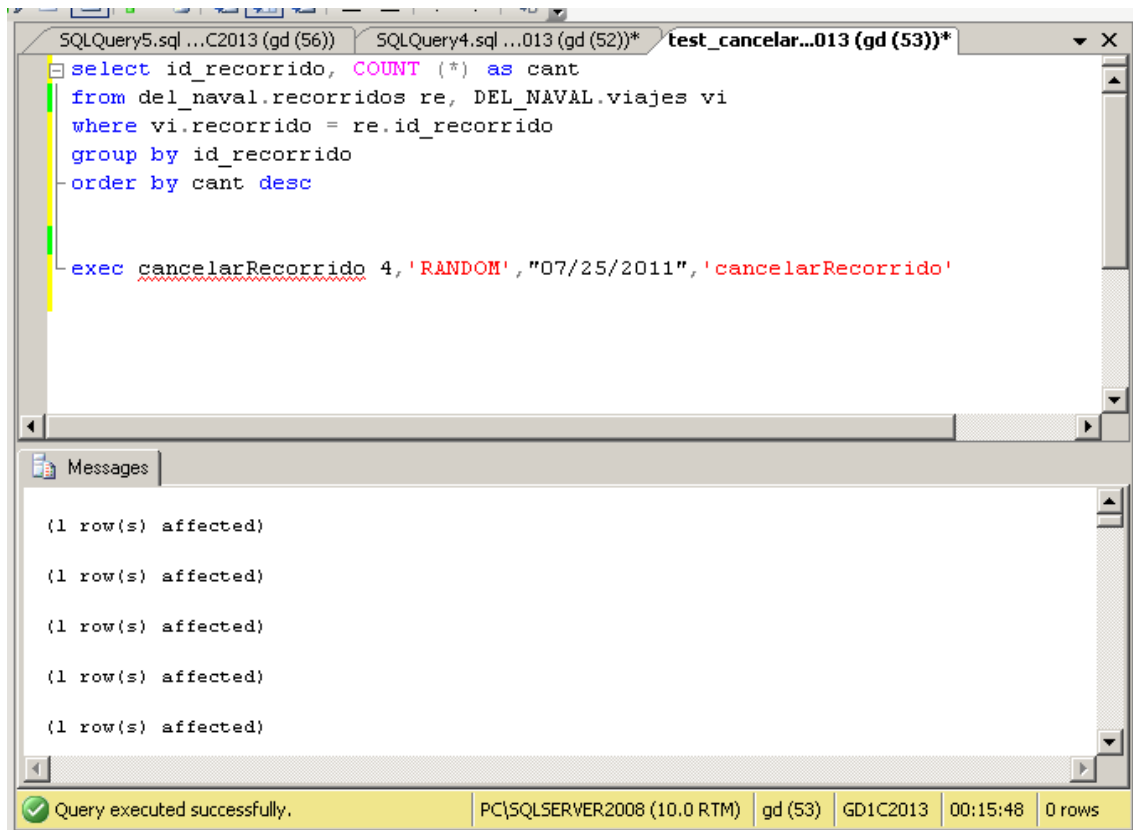 SQLQuery5.sql ...C2013 (gd (56))
SQLQuery4.sql ...013 (gd (52))*
test_cancelar...013 (gd (53))*
select id_recorrido, COUNT (*) as cant
from del_naval.recorridos re, DEL_NAVAL.viajes vi
where vi.recorrido = re.id_recorrido
group by id_recorrido
order by cant desc
exec cancelarRecorrido 4,'RANDOM',"07/25/2011",'cancelarRecorrido'
Messages
(1 row(s) affected)
(1 row(s) affected)
(1 row(s) affected)
(1 row(s) affected)
(1 row(s) affected)
Query executed successfully.
PC\SQLSERVER2008 (10.0 RTM)
gd (53)
GD1C2013
00:15:48
0 rows